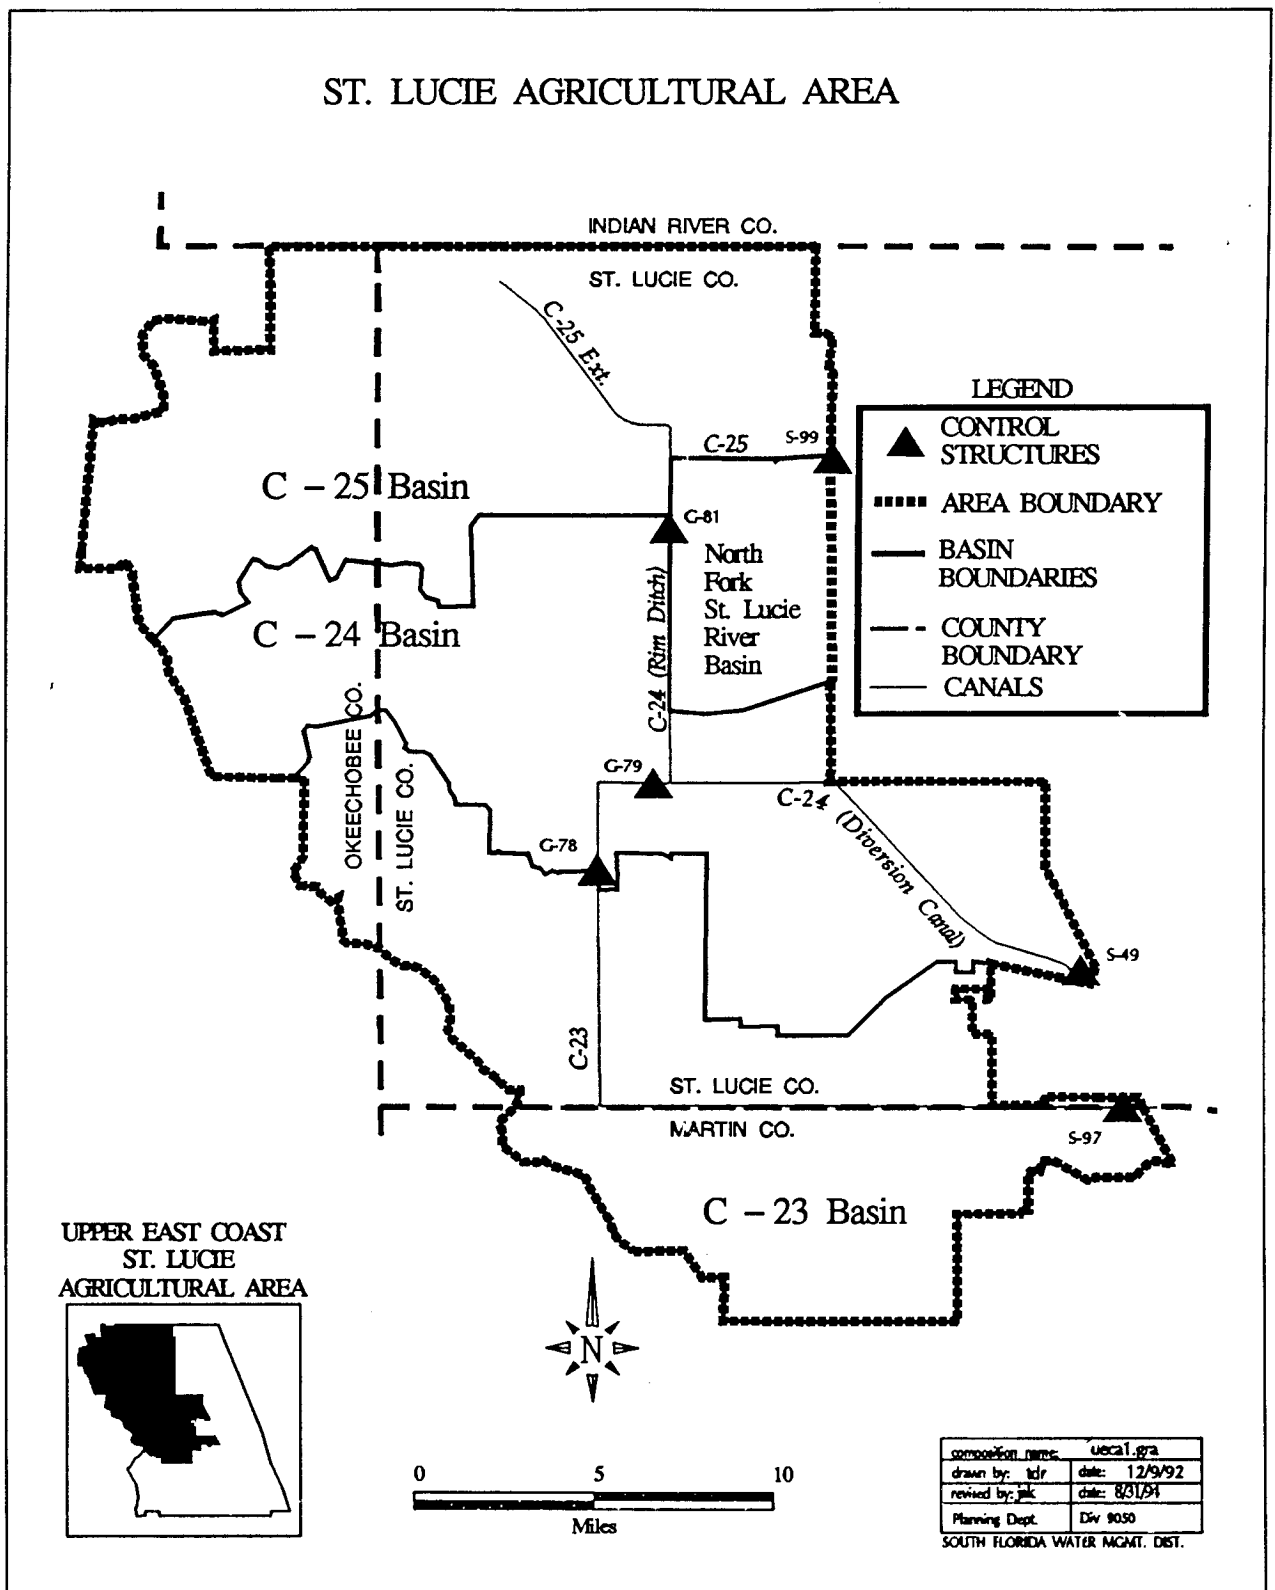 ST. LUCIE AGRICULTURAL AREA
INDIAN RIVER CO.
ST. LUCIE CO.
C-25 Ext.
LEGEND
CONTROL
STRUCTURES
AREA BOUNDARY
BASIN
BOUNDARIES
COUNTY
BOUNDARY
CANALS
C-25
S-99
C - 25 Basin
G-81
North
Fork
St. Lucie
River
Basin
C-24 (Rim Ditch)
C - 24 Basin
OKEECHOBEE CO.
ST. LUCIE CO.
G-79
C-24 (Diversion Canal)
G-78
S-49
C-23
ST. LUCIE CO.
MARTIN CO.
S-97
C - 23 Basin
UPPER EAST COAST
ST. LUCIE
AGRICULTURAL AREA
N
0 5 10
Miles
composition name: ueca1.gra
drawn by: tdr date: 12/9/92
revised by: jak date: 8/31/94
Planning Dept. Div 9050
SOUTH FLORIDA WATER MGMT. DIST.